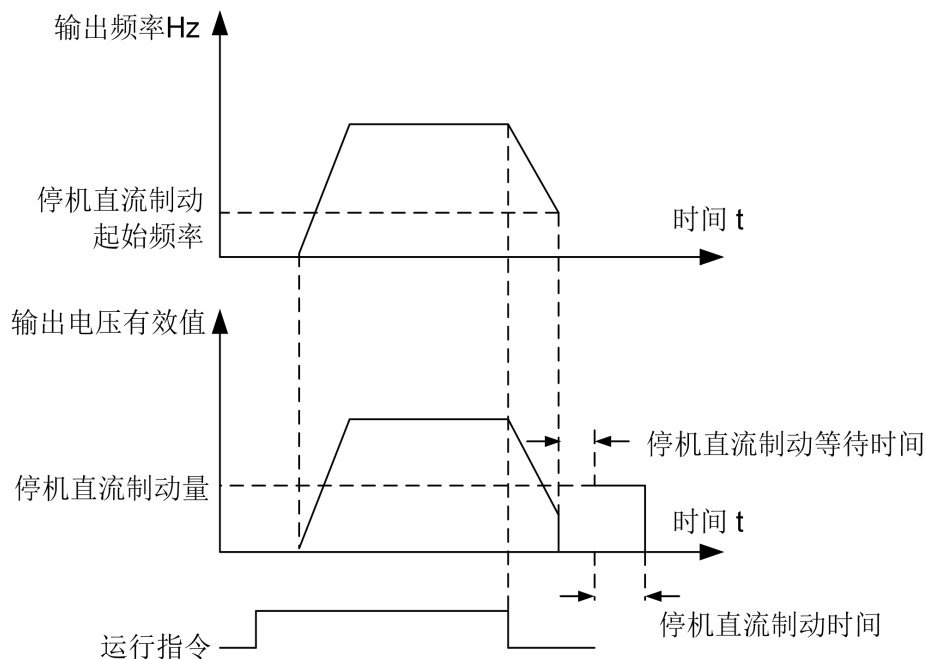 输出频率Hz
停机直流制动
起始频率
时间 t
输出电压有效值
停机直流制动等待时间
停机直流制动量
时间 t
停机直流制动时间
运行指令